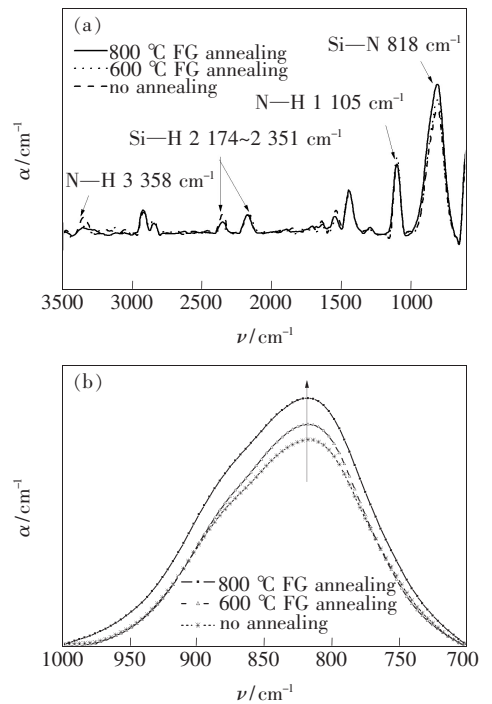 (a)
800 ℃ FG annealing
600 ℃ FG annealing
no annealing
Si—N 818 cm⁻¹
N—H 1 105 cm⁻¹
Si—H 2 174~2 351 cm⁻¹
N—H 3 358 cm⁻¹
α/cm⁻¹
3500 3000 2500 2000 1500 1000
ν/cm⁻¹
(b)
α/cm⁻¹
800 ℃ FG annealing
600 ℃ FG annealing
no annealing
1000 950 900 850 800 750 700
ν/cm⁻¹